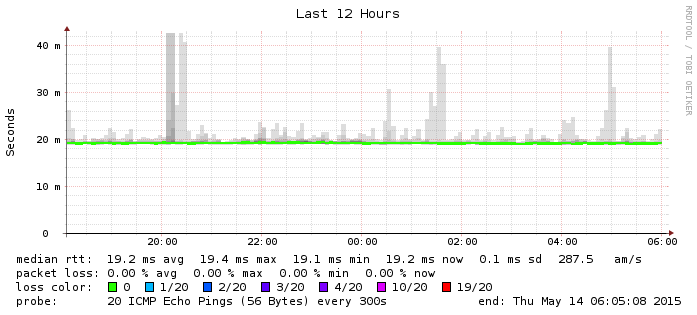 Last 12 Hours
RRDTOOL / TOBI OETIKER
Seconds
40 m
30 m
20 m
10 m
0
20:00 22:00 00:00 02:00 04:00 06:00
median rtt: 19.2 ms avg 19.4 ms max 19.1 ms min 19.2 ms now 0.1 ms sd 287.5 am/s
packet loss: 0.00 % avg 0.00 % max 0.00 % min 0.00 % now
loss color: 0 1/20 2/20 3/20 4/20 10/20 19/20
probe: 20 ICMP Echo Pings (56 Bytes) every 300s end: Thu May 14 06:05:08 2015